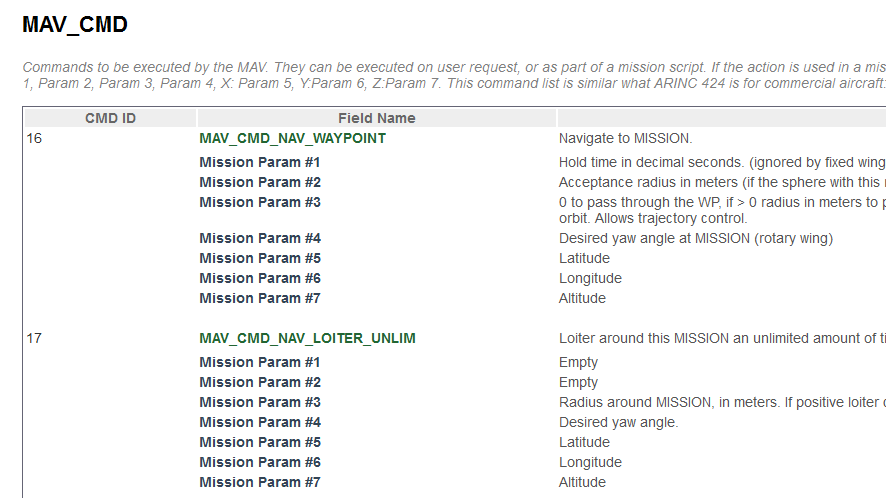 MAV_CMD
Commands to be executed by the MAV. They can be executed on user request, or as part of a mission script. If the action is used in a mis
1, Param 2, Param 3, Param 4, X: Param 5, Y:Param 6, Z:Param 7. This command list is similar what ARINC 424 is for commercial aircraft:
CMD ID Field Name
16 MAV_CMD_NAV_WAYPOINT Navigate to MISSION.
Mission Param #1 Hold time in decimal seconds. (ignored by fixed wing
Mission Param #2 Acceptance radius in meters (if the sphere with this
Mission Param #3 0 to pass through the WP, if > 0 radius in meters to p
orbit. Allows trajectory control.
Mission Param #4 Desired yaw angle at MISSION (rotary wing)
Mission Param #5 Latitude
Mission Param #6 Longitude
Mission Param #7 Altitude
17 MAV_CMD_NAV_LOITER_UNLIM Loiter around this MISSION an unlimited amount of ti
Mission Param #1 Empty
Mission Param #2 Empty
Mission Param #3 Radius around MISSION, in meters. If positive loiter
Mission Param #4 Desired yaw angle.
Mission Param #5 Latitude
Mission Param #6 Longitude
Mission Param #7 Altitude